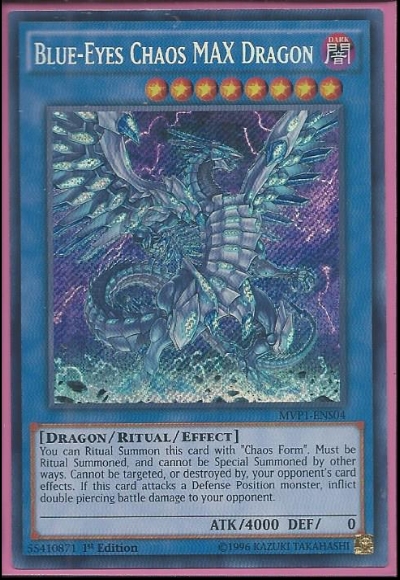 BLUE-EYES CHAOS MAX DRAGON
DARK
闇
MVP1-ENS04
[DRAGON/RITUAL/EFFECT]
You can Ritual Summon this card with "Chaos Form". Must be
Ritual Summoned, and cannot be Special Summoned by other
ways. Cannot be targeted, or destroyed by, your opponent's card
effects. If this card attacks a Defense Position monster, inflict
double piercing battle damage to your opponent.
ATK/4000 DEF/ 0
55410871 1st Edition
©1996 KAZUKI TAKAHASHI